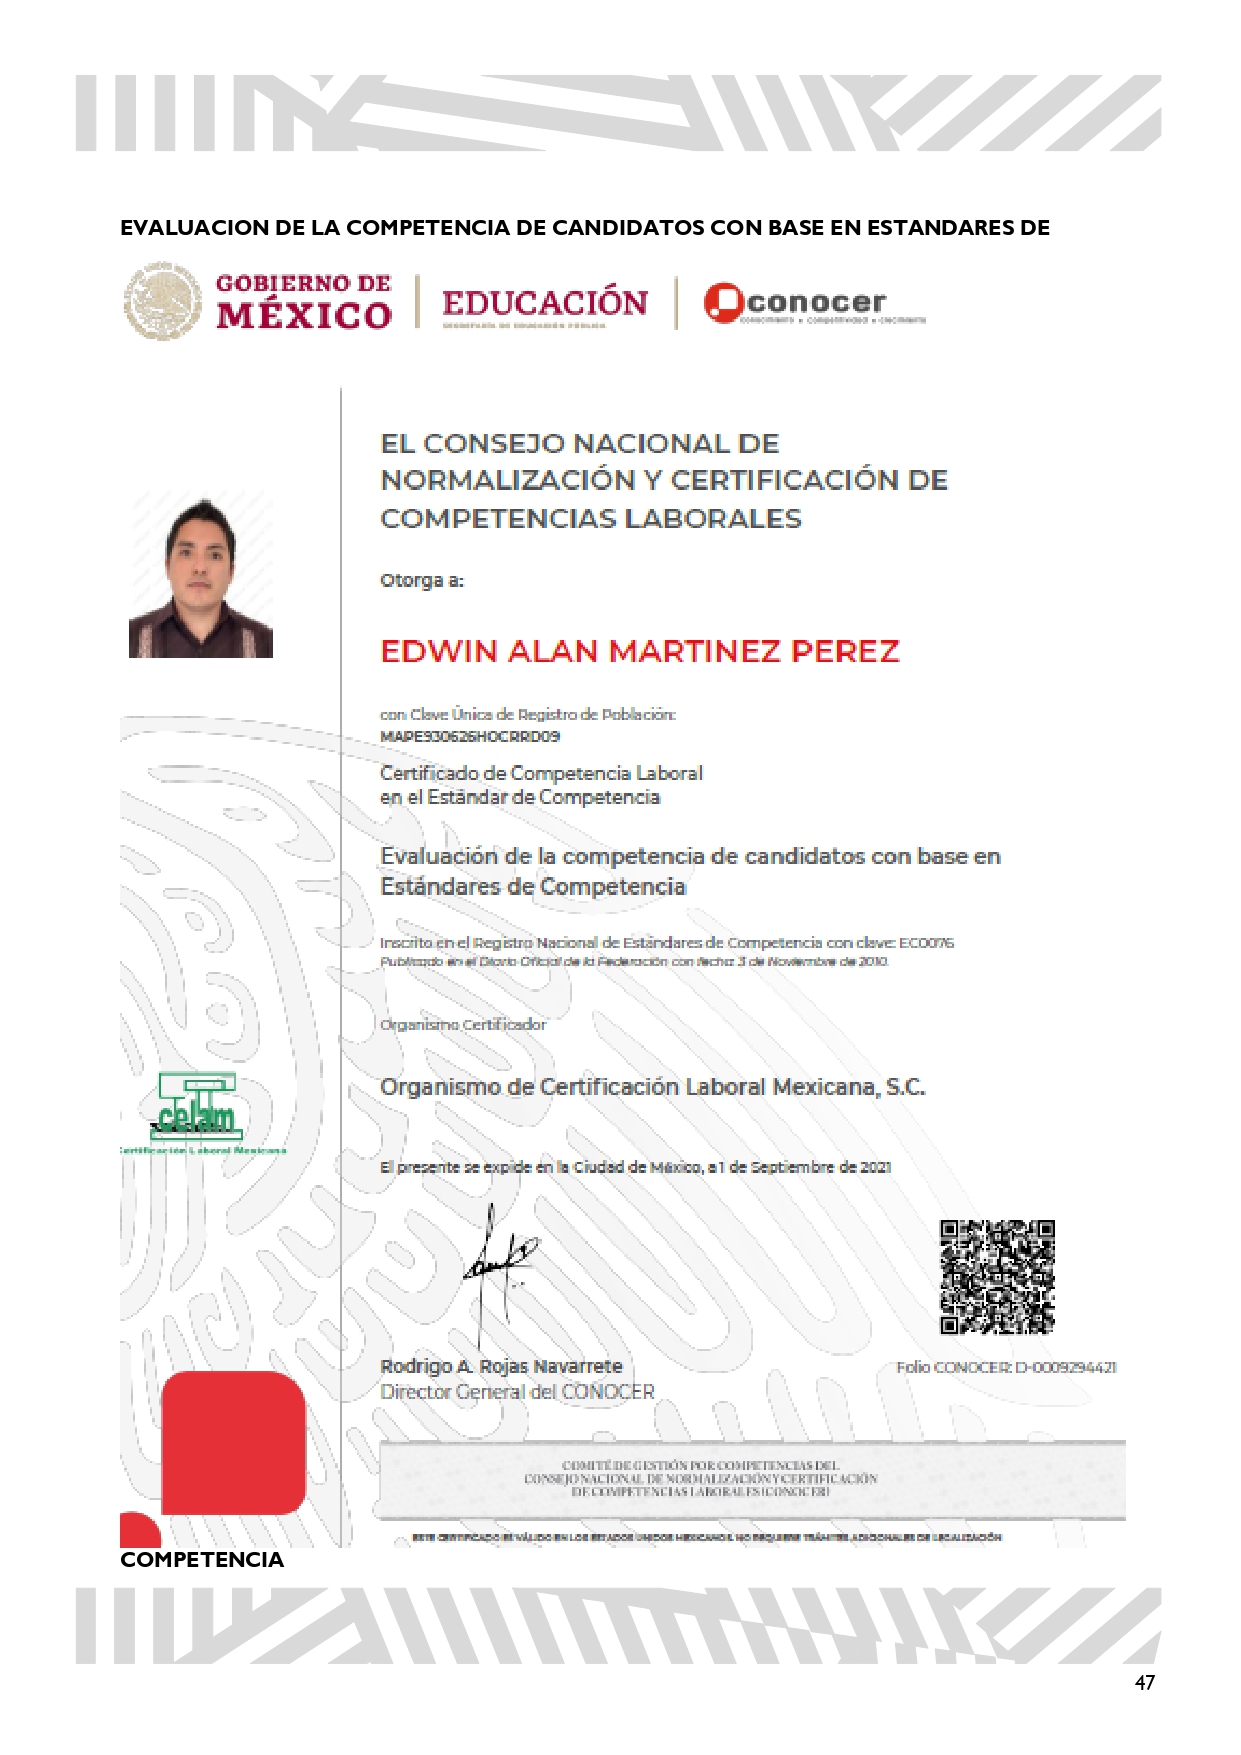 EVALUACION DE LA COMPETENCIA DE CANDIDATOS CON BASE EN ESTANDARES DE
GOBIERNO DE
MÉXICO
EDUCACIÓN
SECRETARÍA DE EDUCACIÓN PÚBLICA
conocer
conocimiento • competitividad • crecimiento
EL CONSEJO NACIONAL DE
NORMALIZACIÓN Y CERTIFICACIÓN DE
COMPETENCIAS LABORALES
Otorga a:
EDWIN ALAN MARTINEZ PEREZ
con Clave Única de Registro de Población:
MAPE930626HOCRRD09
Certificado de Competencia Laboral
en el Estándar de Competencia
Evaluación de la competencia de candidatos con base en
Estándares de Competencia
Inscrito en el Registro Nacional de Estándares de Competencia con clave: EC0076
Publicado en el Diario Oficial de la Federación con fecha: 3 de Noviembre de 2010.
Organismo Certificador
Organismo de Certificación Laboral Mexicana, S.C.
celam
Certificación Laboral Mexicana
El presente se expide en la Ciudad de México, a 1 de Septiembre de 2021
Rodrigo A. Rojas Navarrete
Director General del CONOCER
Folio CONOCER: D-0009294421
COMITÉ DE GESTIÓN POR COMPETENCIAS DEL
CONSEJO NACIONAL DE NORMALIZACIÓN Y CERTIFICACIÓN
DE COMPETENCIAS LABORALES (CONOCER)
ESTE CERTIFICADO ES VÁLIDO EN LOS ESTADOS UNIDOS MEXICANOS, NO REQUIERE TRÁMITES ADICIONALES DE LEGALIZACIÓN
COMPETENCIA
47